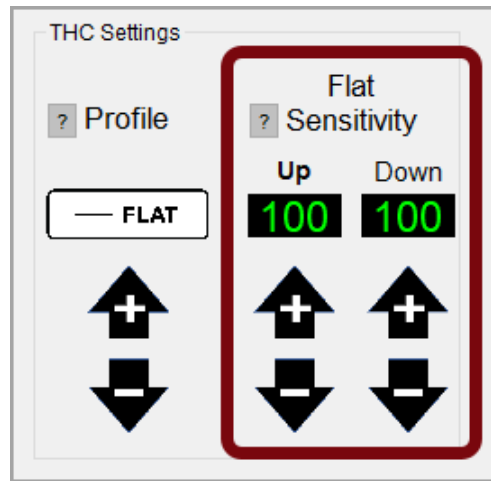 THC Settings
? Profile
— FLAT
+
−
Flat
? Sensitivity
Up Down
100 100
+ +
− −